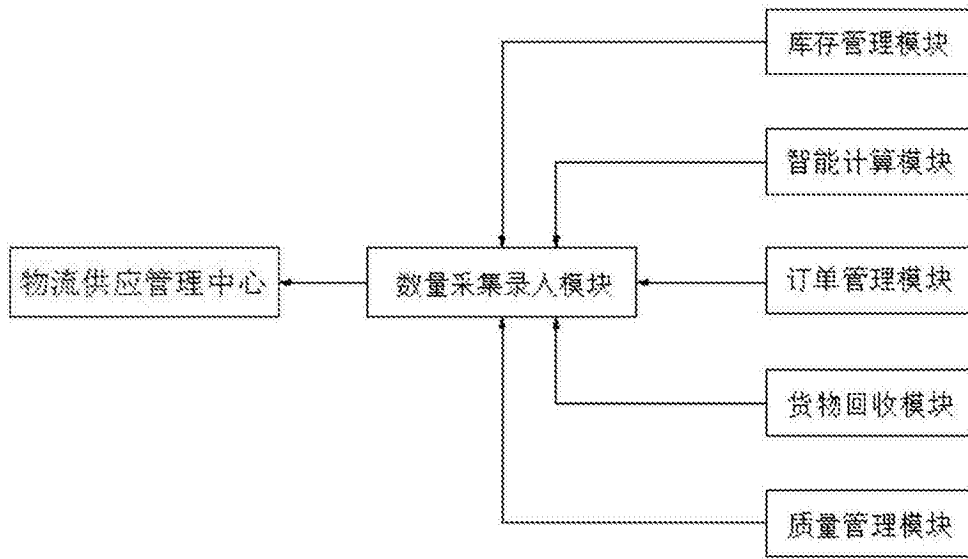 库存管理模块
智能计算模块
物流供应管理中心
数量采集录入模块
订单管理模块
货物回收模块
质量管理模块